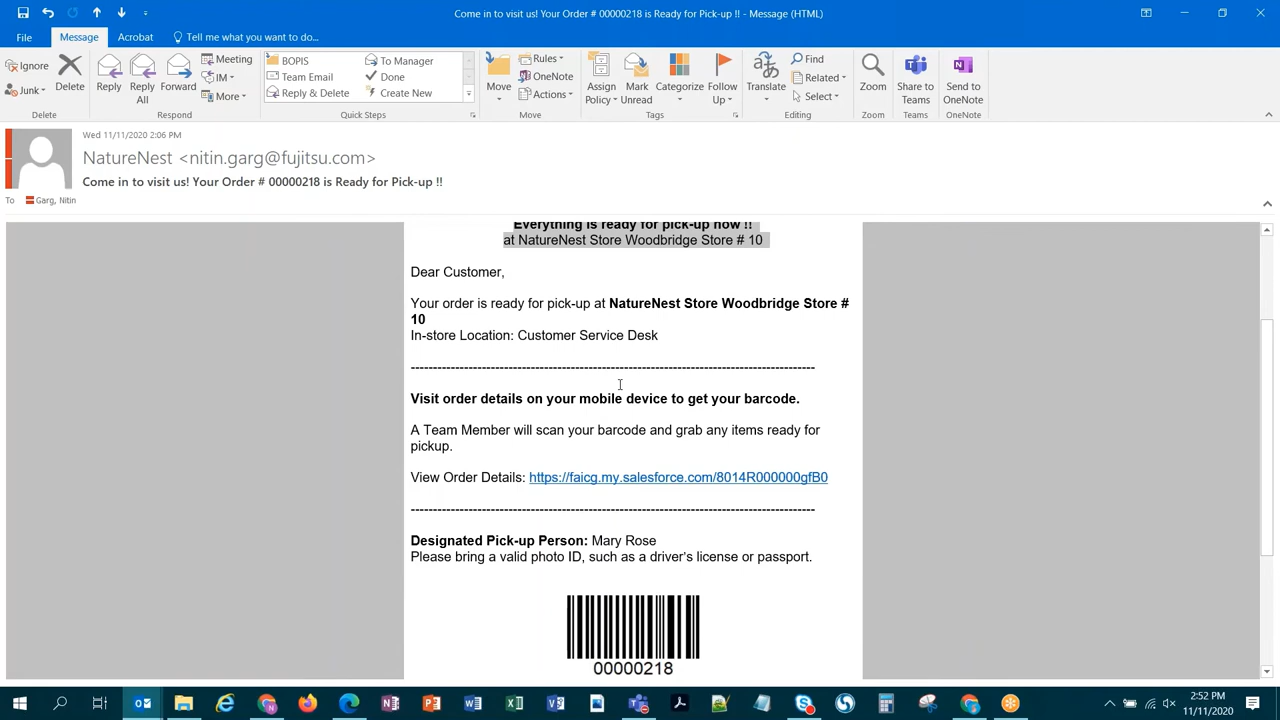 Come in to visit us! Your Order # 00000218 is Ready for Pick-up !! - Message (HTML)
File Message Acrobat Tell me what you want to do...
Ignore
Junk
Delete
Reply
Reply All
Forward
Meeting
IM
More
BOPIS
Team Email
Reply & Delete
To Manager
Done
Create New
Move
Rules
OneNote
Actions
Assign Policy
Mark Unread
Categorize
Follow Up
Translate
Find
Related
Select
Zoom
Share to Teams
Send to OneNote
Delete Respond Quick Steps Move Tags Editing Zoom Teams OneNote
Wed 11/11/2020 2:06 PM
NatureNest <nitin.garg@fujitsu.com>
Come in to visit us! Your Order # 00000218 is Ready for Pick-up !!
To Garg, Nitin
Everything is ready for pick-up now !!
at NatureNest Store Woodbridge Store # 10
Dear Customer,
Your order is ready for pick-up at NatureNest Store Woodbridge Store #
10
In-store Location: Customer Service Desk
------------------------------------------------------------------------------------------
Visit order details on your mobile device to get your barcode.
A Team Member will scan your barcode and grab any items ready for
pickup.
View Order Details: https://faicg.my.salesforce.com/8014R000000gfB0
------------------------------------------------------------------------------------------
Designated Pick-up Person: Mary Rose
Please bring a valid photo ID, such as a driver's license or passport.
00000218
2:52 PM
11/11/2020